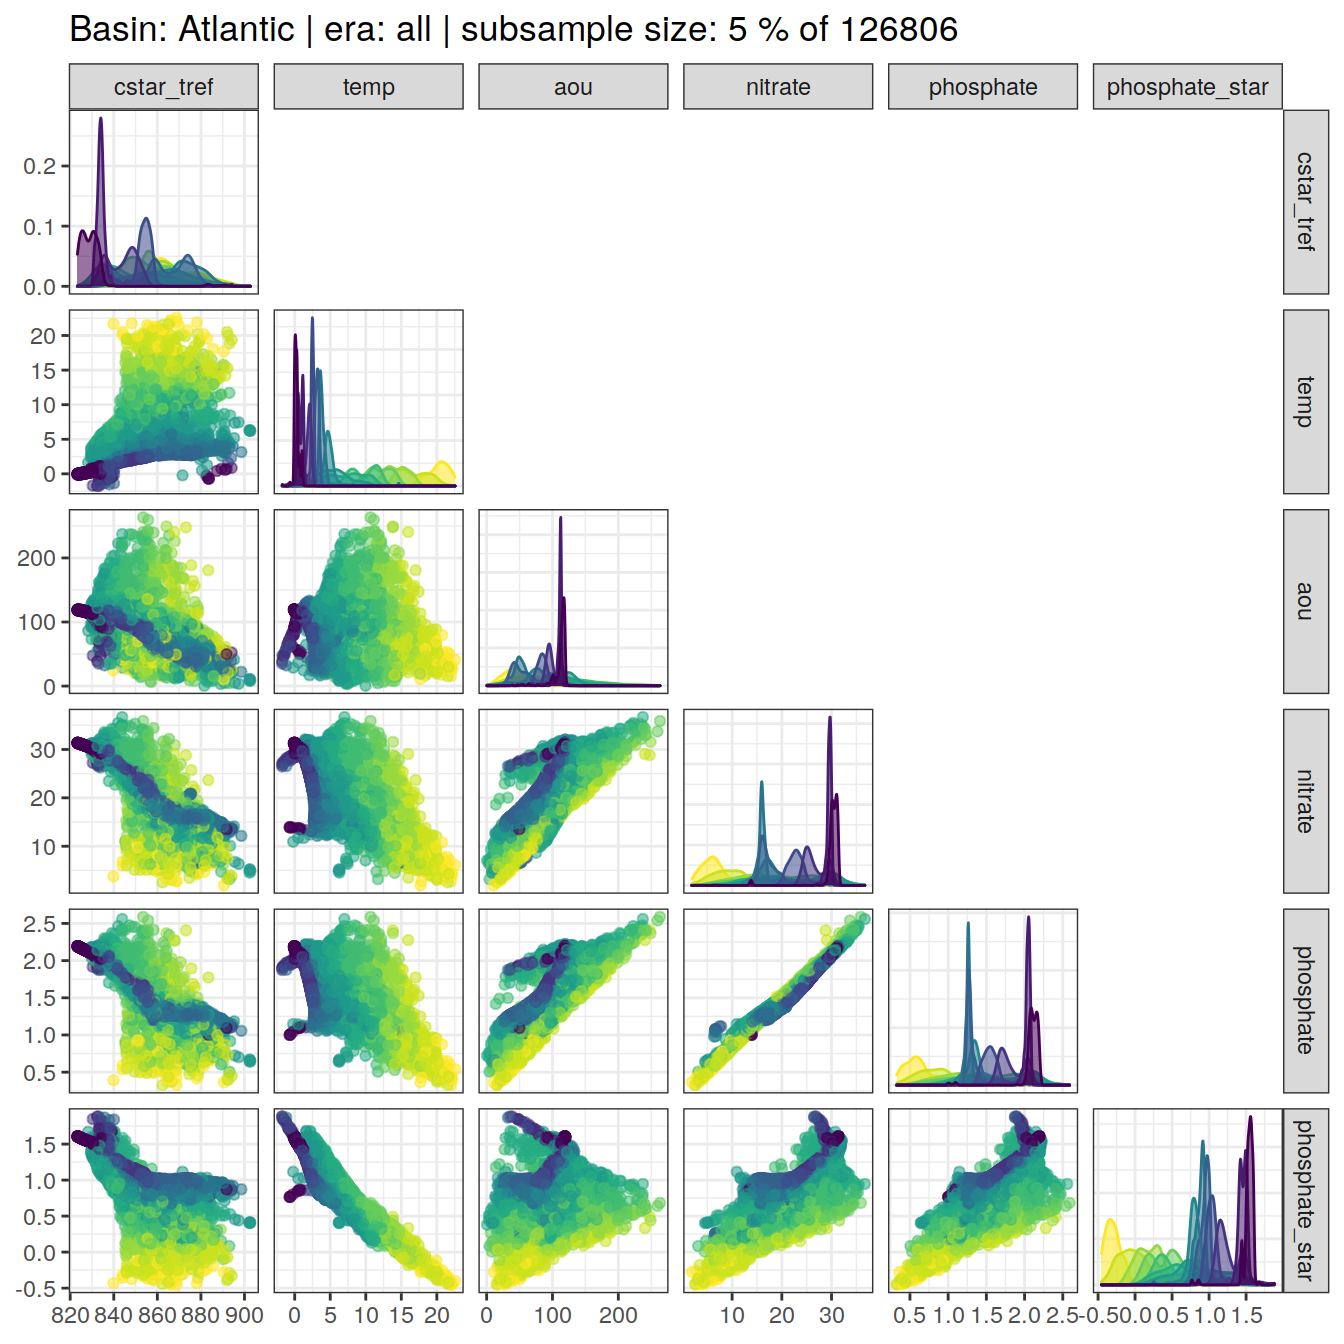 Basin: Atlantic | era: all | subsample size: 5 % of 126806
cstar_tref temp aou nitrate phosphate phosphate_star
0.2
0.1
0.0
cstar_tref
20
15
10
5
0
temp
200
100
0
aou
30
20
10
nitrate
2.5
2.0
1.5
1.0
0.5
phosphate
1.5
1.0
0.5
0.0
-0.5
phosphate_star
820 840 860 880 900 0 5 10 15 20 0 100 200 10 20 30 0.5 1.0 1.5 2.0 2.5 -0.5 0.0 0.5 1.0 1.5